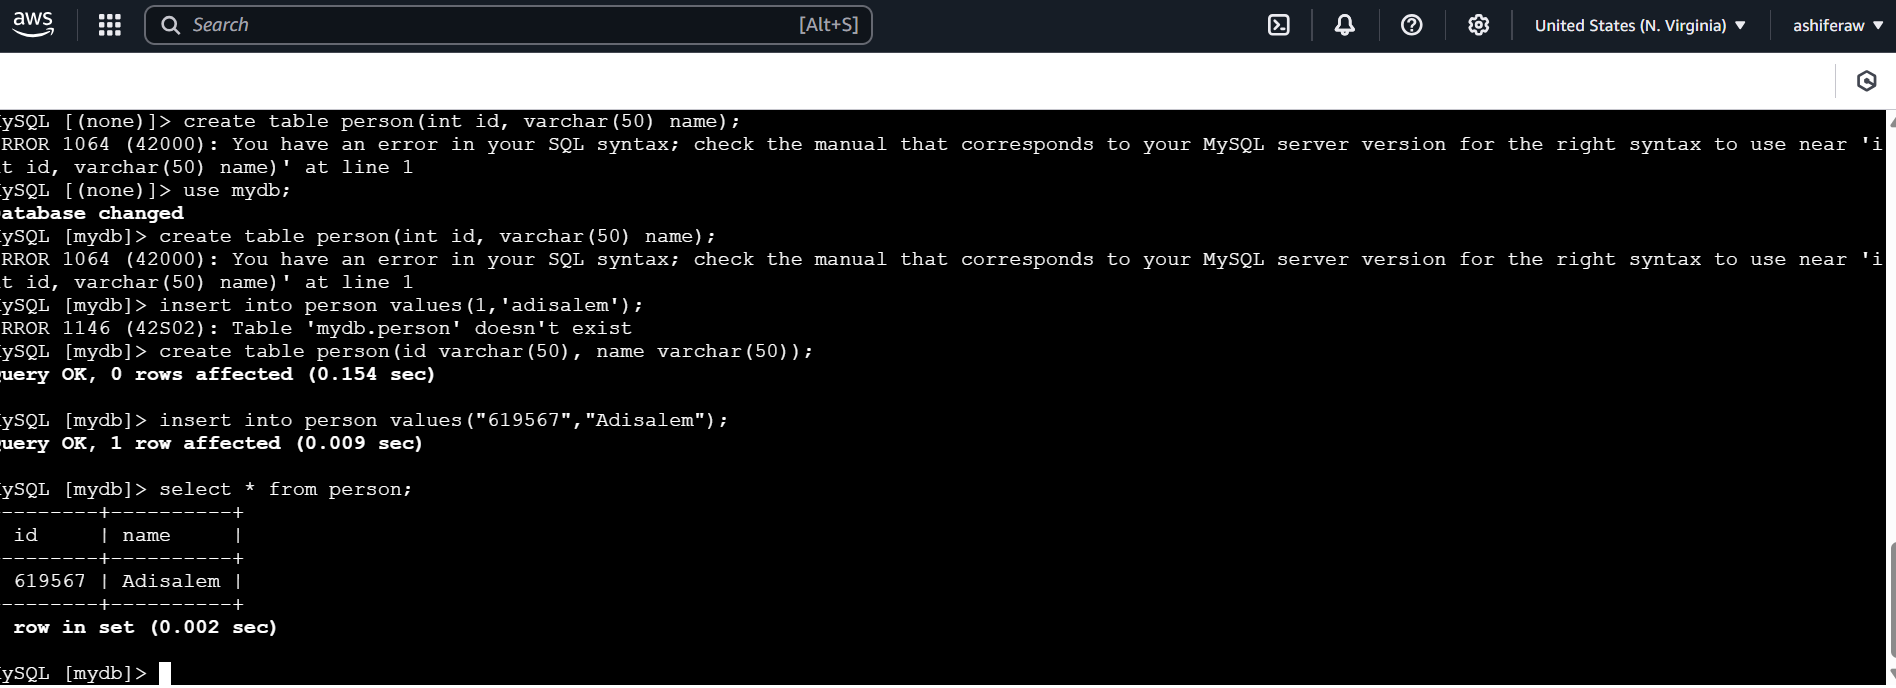 aws
Search [Alt+S] United States (N. Virginia) ashiferaw
ySQL [(none)]> create table person(int id, varchar(50) name);
RROR 1064 (42000): You have an error in your SQL syntax; check the manual that corresponds to your MySQL server version for the right syntax to use near 'i
t id, varchar(50) name)' at line 1
ySQL [(none)]> use mydb;
atabase changed
ySQL [mydb]> create table person(int id, varchar(50) name);
RROR 1064 (42000): You have an error in your SQL syntax; check the manual that corresponds to your MySQL server version for the right syntax to use near 'i
t id, varchar(50) name)' at line 1
ySQL [mydb]> insert into person values(1,'adisalem');
RROR 1146 (42S02): Table 'mydb.person' doesn't exist
ySQL [mydb]> create table person(id varchar(50), name varchar(50));
uery OK, 0 rows affected (0.154 sec)
ySQL [mydb]> insert into person values("619567","Adisalem");
uery OK, 1 row affected (0.009 sec)
ySQL [mydb]> select * from person;
--------+----------+
id | name |
--------+----------+
619567 | Adisalem |
--------+----------+
row in set (0.002 sec)
ySQL [mydb]>